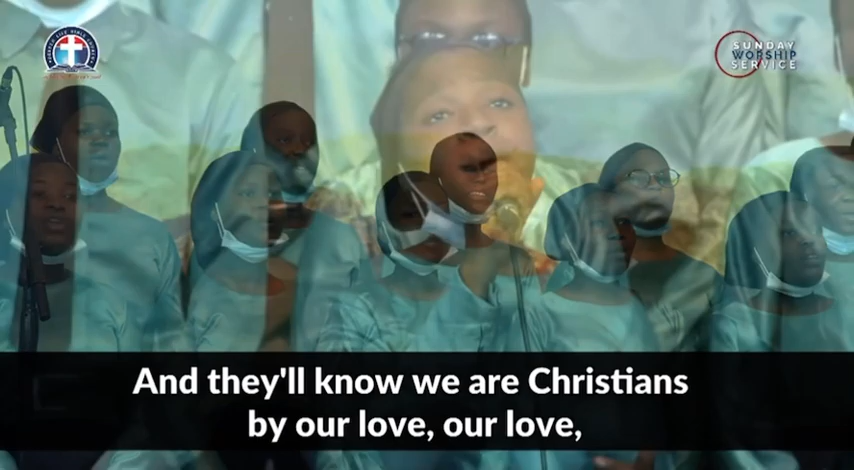 SUNDAY
WORSHIP
SERVICE
And they'll know we are Christians
by our love, our love,